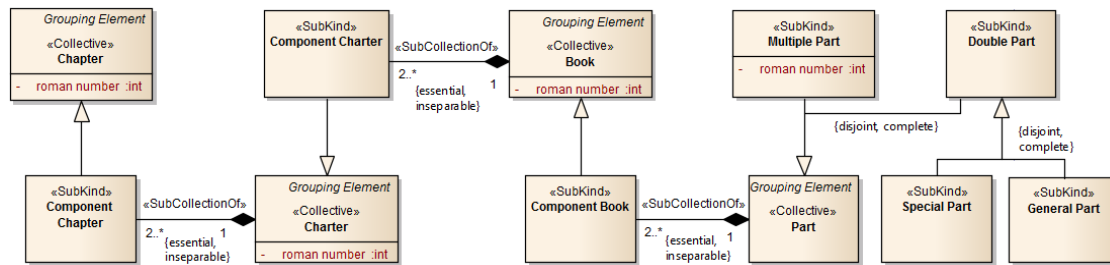 Grouping Element
«Collective»
Chapter
- roman number :int
«SubKind»
Component Charter
«SubCollectionOf»
2..*
1
{essential,
inseparable}
Grouping Element
«Collective»
Book
- roman number :int
«SubKind»
Multiple Part
- roman number :int
«SubKind»
Double Part
{disjoint, complete}
{disjoint,
complete}
«SubKind»
Component
Chapter
«SubCollectionOf»
2..*
1
{essential,
inseparable}
Grouping Element
«Collective»
Charter
- roman number :int
«SubKind»
Component Book
«SubCollectionOf»
2..*
1
{essential,
inseparable}
Grouping Element
«Collective»
Part
«SubKind»
Special Part
«SubKind»
General Part